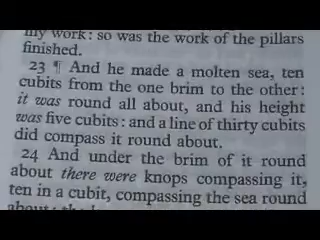 my work: so was the work of the pillars
finished.
23 ¶ And he made a molten sea, ten
cubits from the one brim to the other:
it was round all about, and his height
was five cubits: and a line of thirty cubits
did compass it round about.
24 And under the brim of it round
about there were knops compassing it,
ten in a cubit, compassing the sea round
about: the